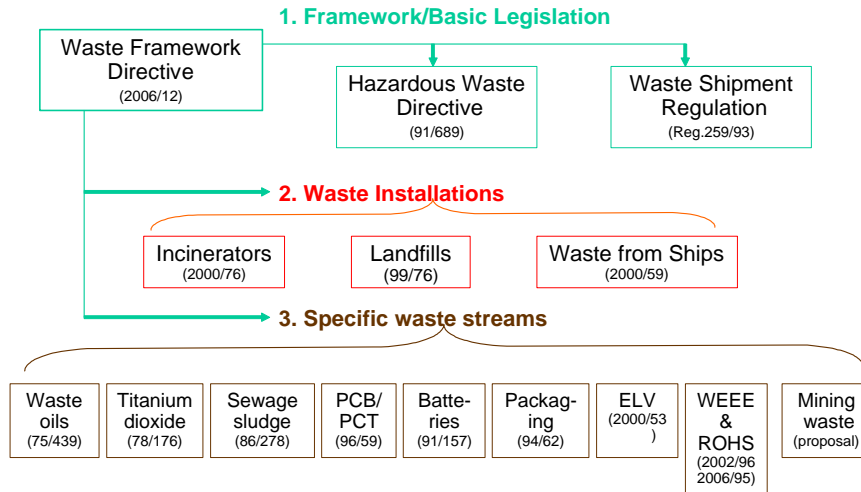 1. Framework/Basic Legislation
Waste Framework
Directive
(2006/12)
Hazardous Waste
Directive
(91/689)
Waste Shipment
Regulation
(Reg.259/93)
2. Waste Installations
Incinerators
(2000/76)
Landfills
(99/76)
Waste from Ships
(2000/59)
3. Specific waste streams
Waste
oils
(75/439)
Titanium
dioxide
(78/176)
Sewage
sludge
(86/278)
PCB/
PCT
(96/59)
Batte-
ries
(91/157)
Packag-
ing
(94/62)
ELV
(2000/53
)
WEEE
&
ROHS
(2002/96
2006/95)
Mining
waste
(proposal)